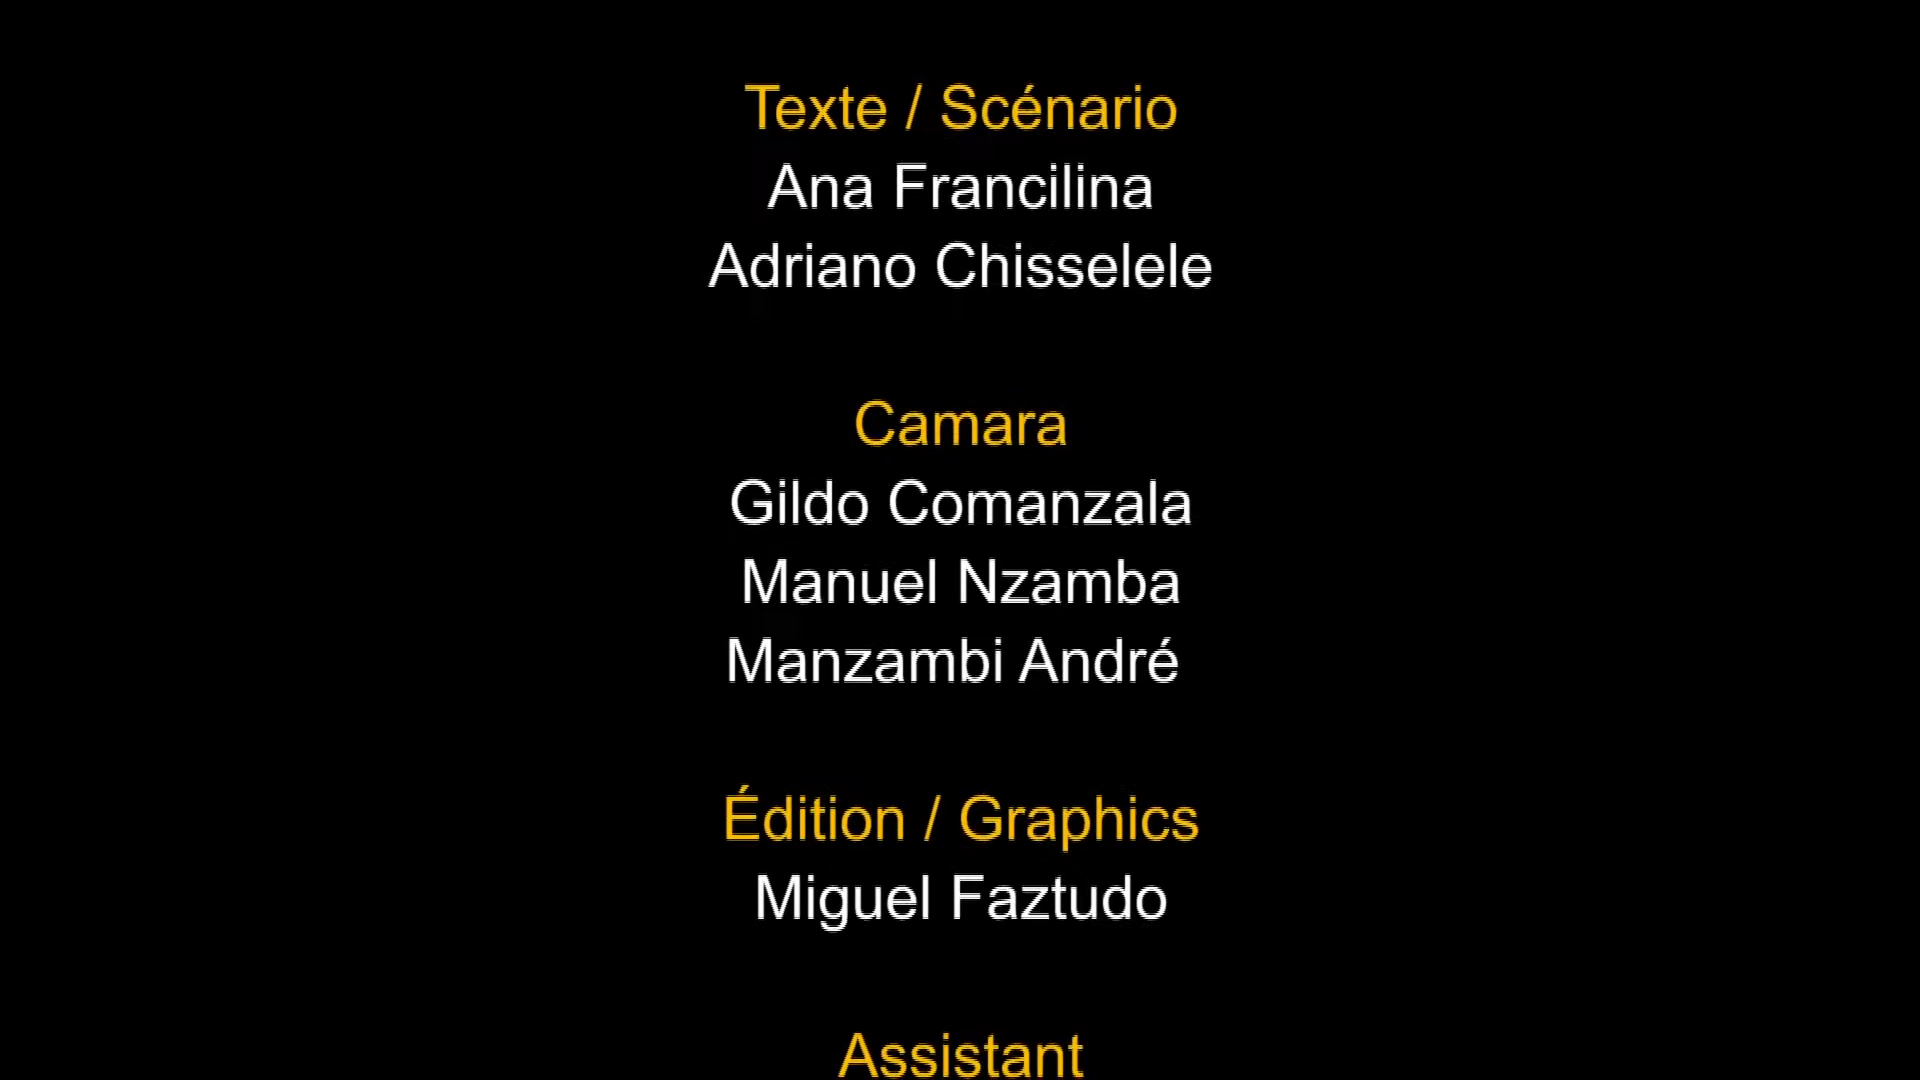 Texte / Scénario
Ana Francilina
Adriano Chisselele
Camara
Gildo Comanzala
Manuel Nzamba
Manzambi André
Édition / Graphics
Miguel Faztudo
Assistant